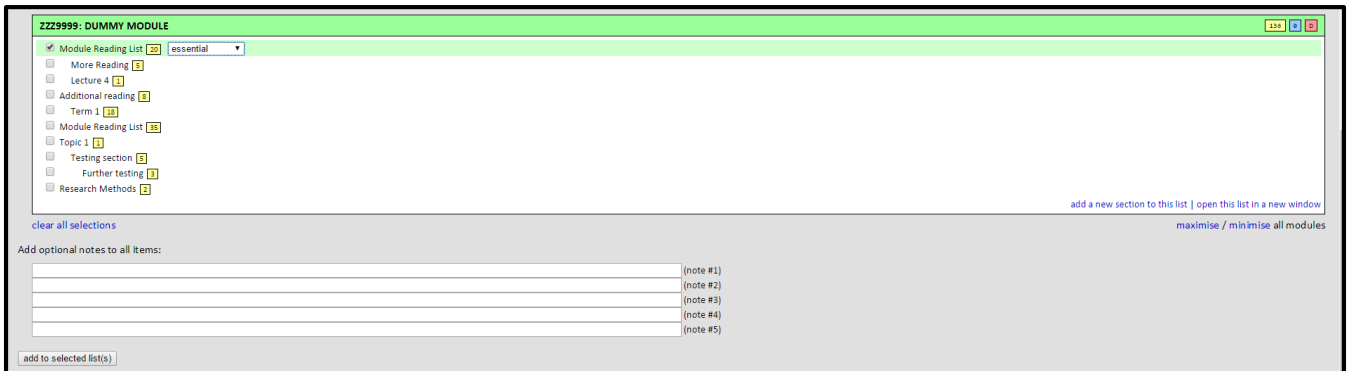 ZZZ9999: DUMMY MODULE 136 0 D
Module Reading List 20 essential
More Reading 5
Lecture 4 1
Additional reading 8
Term 1 18
Module Reading List 35
Topic 1 1
Testing section 5
Further testing 3
Research Methods 2
add a new section to this list | open this list in a new window
clear all selections maximise / minimise all modules
Add optional notes to all items:
(note #1)
(note #2)
(note #3)
(note #4)
(note #5)
add to selected list(s)